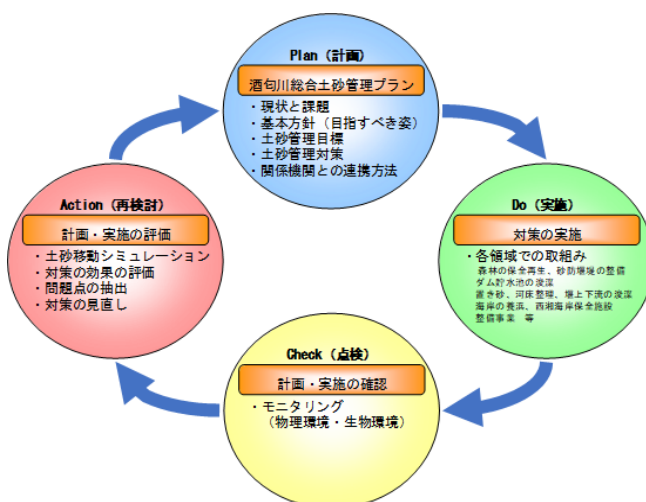 Plan（計画）
酒匂川総合土砂管理プラン
・現状と課題
・基本方針（目指すべき姿）
・土砂管理目標
・土砂管理対策
・関係機関との連携方法
Do（実施）
対策の実施
・各領域での取組み
森林の保全再生、砂防堰堤の整備
ダム貯水池の浚渫
置き砂、河床整理、堰上下流の浚渫
海岸の養浜、西湘海岸保全施設
整備事業　等
Check（点検）
計画・実施の確認
・モニタリング
（物理環境・生物環境）
Action（再検討）
計画・実施の評価
・土砂移動シミュレーション
・対策の効果の評価
・問題点の抽出
・対策の見直し